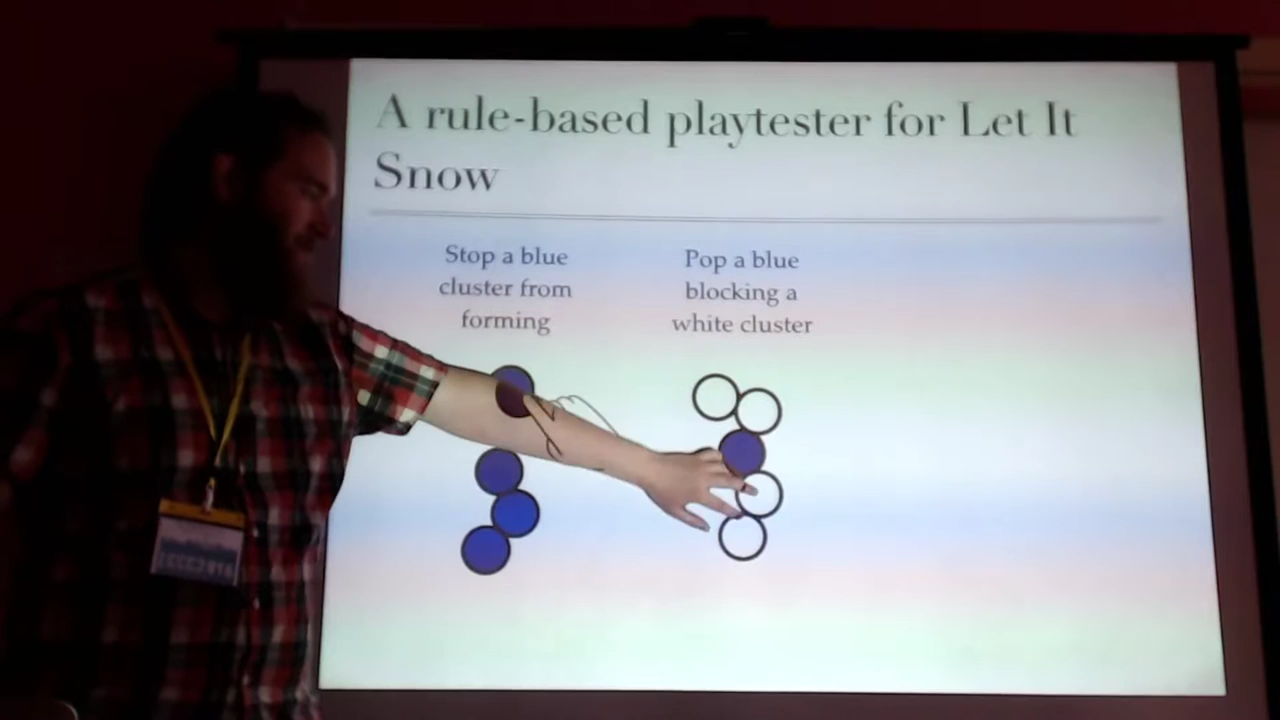 A rule-based playtester for Let It
Snow
Stop a blue
cluster from
forming
Pop a blue
blocking a
white cluster